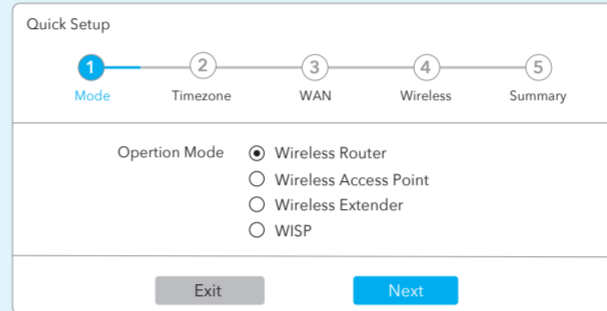 Quick Setup
1 2 3 4 5
Mode Timezone WAN Wireless Summary
Opertion Mode Wireless Router
Wireless Access Point
Wireless Extender
WISP
Exit Next